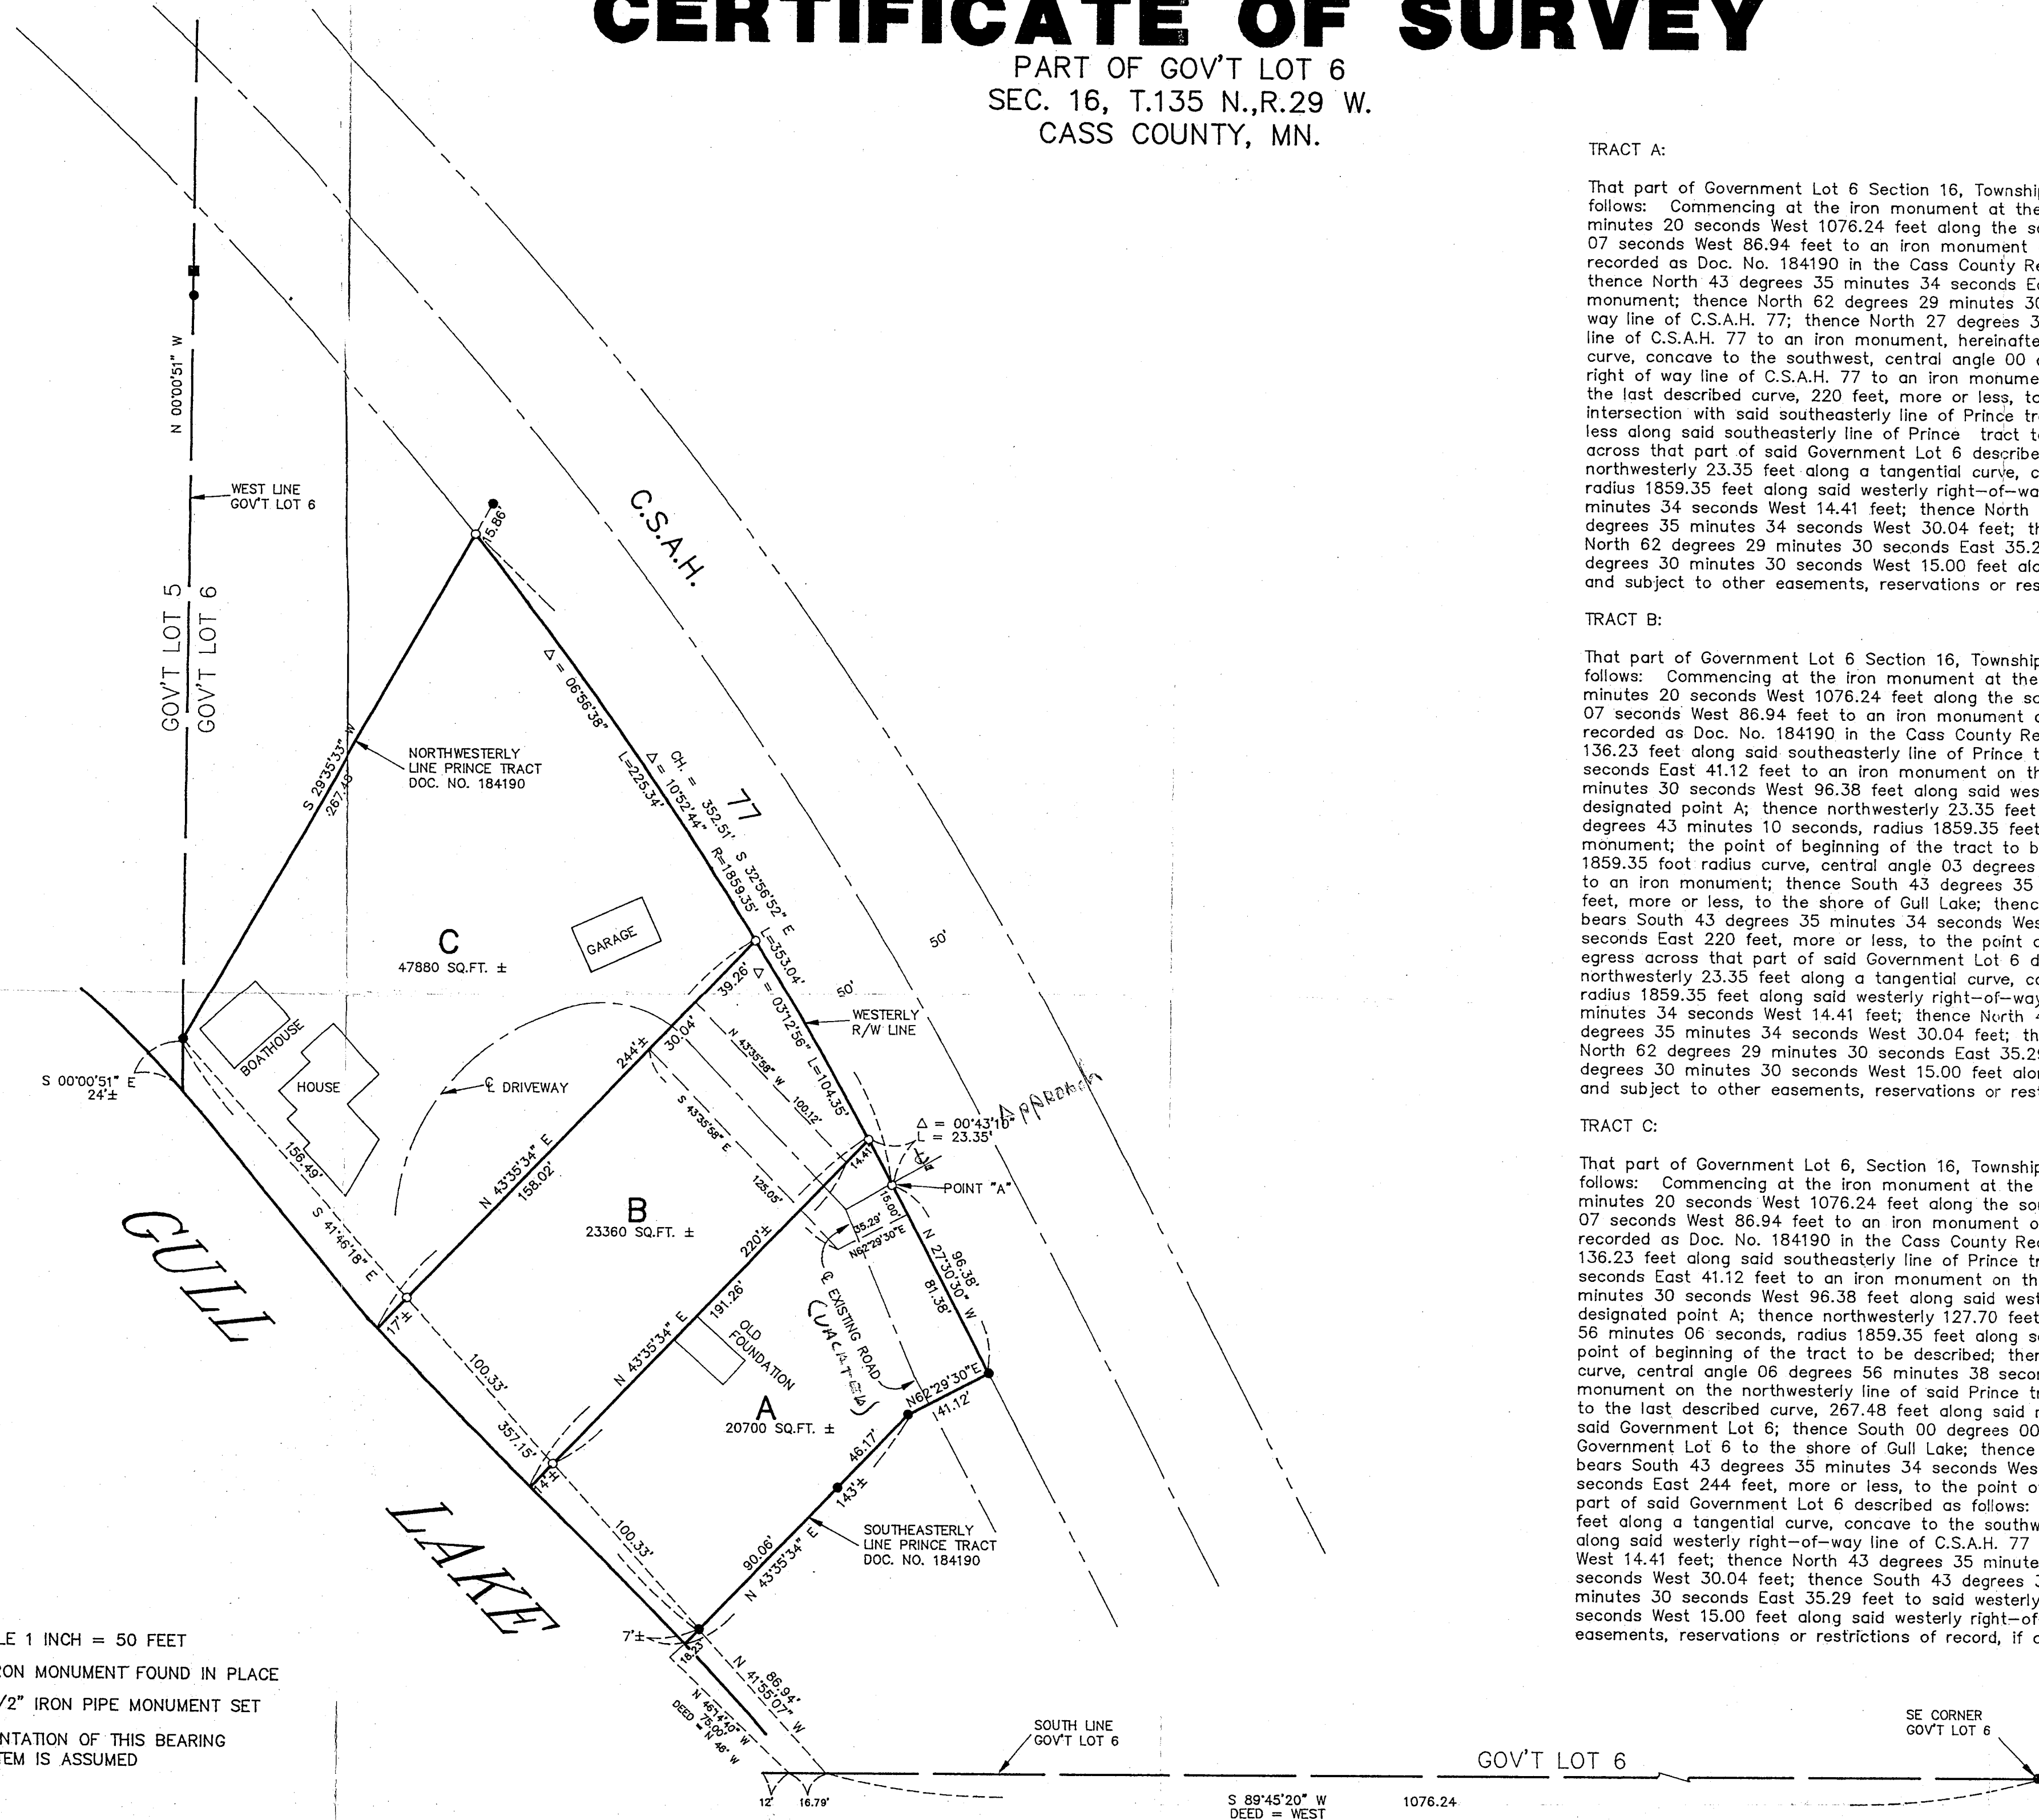 CERTIFICATE OF SURVEY
PART OF GOV'T LOT 6
SEC. 16, T.135 N.,R.29 W.
CASS COUNTY, MN.
N 00°00'51" W
WEST LINE
GOV'T LOT 6
GOV'T LOT 5
GOV'T LOT 6
15.86'
C.S.A.H.
77
S 29°35'33" W
267.48'
NORTHWESTERLY
LINE PRINCE TRACT
DOC. NO. 184190
Δ = 06°56'38"
L=225.34'
CH. = 352.51' S 32°56'52" E
Δ = 10°52'44" R=1859.35' L=353.04'
50'
50'
C
47880 SQ.FT. ±
GARAGE
BOATHOUSE
HOUSE
℄ DRIVEWAY
S 00°00'51" E
24'±
39.26'
30.04'
244'±
Δ = 03°12'56" L=104.35'
WESTERLY
R/W LINE
N 43°35'58" W
100.12'
S 43°35'58" E
125.05'
APPROACH
Δ = 00°43'10"
L = 23.35'
14.41'
POINT "A"
15.00'
35.29'
N62°29'30"E
N 43°35'34" E
158.02'
156.49'
S 41°46'18" E
B
23360 SQ.FT. ±
220'±
191.26'
N 43°35'34" E
96.38'
N 27°30'30" W
81.38'
℄ EXISTING ROAD
(VACATED)
OLD
FOUNDATION
A
20700 SQ.FT. ±
N62°29'30"E
41.12'
GULL
LAKE
17'±
100.33'
357.15'
14'±
100.33'
46.17'
143'±
90.06'
N 43°35'34" E
SOUTHEASTERLY
LINE PRINCE TRACT
DOC. NO. 184190
7'±
18.23'
86.94'
N 41°55'07" W
N 46°14'40" W
75.00'
DEED = N 48° W
12'
16.79'
SOUTH LINE
GOV'T LOT 6
GOV'T LOT 6
SE CORNER
GOV'T LOT 6
S 89°45'20" W 1076.24
DEED = WEST
LE 1 INCH = 50 FEET
RON MONUMENT FOUND IN PLACE
/2" IRON PIPE MONUMENT SET
NTATION OF THIS BEARING
TEM IS ASSUMED
TRACT A:
That part of Government Lot 6 Section 16, Township
follows: Commencing at the iron monument at the
minutes 20 seconds West 1076.24 feet along the so
07 seconds West 86.94 feet to an iron monument
recorded as Doc. No. 184190 in the Cass County Re
thence North 43 degrees 35 minutes 34 seconds Ea
monument; thence North 62 degrees 29 minutes 30
way line of C.S.A.H. 77; thence North 27 degrees 3
line of C.S.A.H. 77 to an iron monument, hereinafte
curve, concave to the southwest, central angle 00
right of way line of C.S.A.H. 77 to an iron monume
the last described curve, 220 feet, more or less, to
intersection with said southeasterly line of Prince tr
less along said southeasterly line of Prince tract t
across that part of said Government Lot 6 describe
northwesterly 23.35 feet along a tangential curve, c
radius 1859.35 feet along said westerly right-of-wa
minutes 34 seconds West 14.41 feet; thence North
degrees 35 minutes 34 seconds West 30.04 feet; th
North 62 degrees 29 minutes 30 seconds East 35.2
degrees 30 minutes 30 seconds West 15.00 feet alo
and subject to other easements, reservations or res
TRACT B:
That part of Government Lot 6 Section 16, Township
follows: Commencing at the iron monument at the
minutes 20 seconds West 1076.24 feet along the so
07 seconds West 86.94 feet to an iron monument o
recorded as Doc. No. 184190 in the Cass County Re
136.23 feet along said southeasterly line of Prince t
seconds East 41.12 feet to an iron monument on th
minutes 30 seconds West 96.38 feet along said wes
designated point A; thence northwesterly 23.35 feet
degrees 43 minutes 10 seconds, radius 1859.35 feet
monument; the point of beginning of the tract to b
1859.35 foot radius curve, central angle 03 degrees
to an iron monument; thence South 43 degrees 35
feet, more or less, to the shore of Gull Lake; thenc
bears South 43 degrees 35 minutes 34 seconds Wes
seconds East 220 feet, more or less, to the point o
egress across that part of said Government Lot 6 d
northwesterly 23.35 feet along a tangential curve, co
radius 1859.35 feet along said westerly right-of-way
minutes 34 seconds West 14.41 feet; thence North 4
degrees 35 minutes 34 seconds West 30.04 feet; th
North 62 degrees 29 minutes 30 seconds East 35.29
degrees 30 minutes 30 seconds West 15.00 feet alon
and subject to other easements, reservations or rest
TRACT C:
That part of Government Lot 6, Section 16, Township
follows: Commencing at the iron monument at the
minutes 20 seconds West 1076.24 feet along the sou
07 seconds West 86.94 feet to an iron monument o
recorded as Doc. No. 184190 in the Cass County Rec
136.23 feet along said southeasterly line of Prince tr
seconds East 41.12 feet to an iron monument on th
minutes 30 seconds West 96.38 feet along said west
designated point A; thence northwesterly 127.70 feet
56 minutes 06 seconds, radius 1859.35 feet along s
point of beginning of the tract to be described; ther
curve, central angle 06 degrees 56 minutes 38 secon
monument on the northwesterly line of said Prince tr
to the last described curve, 267.48 feet along said n
said Government Lot 6; thence South 00 degrees 00
Government Lot 6 to the shore of Gull Lake; thence
bears South 43 degrees 35 minutes 34 seconds Wes
seconds East 244 feet, more or less, to the point of
part of said Government Lot 6 described as follows:
feet along a tangential curve, concave to the southw
along said westerly right-of-way line of C.S.A.H. 77
West 14.41 feet; thence North 43 degrees 35 minute
seconds West 30.04 feet; thence South 43 degrees 3
minutes 30 seconds East 35.29 feet to said westerly
seconds West 15.00 feet along said westerly right-of
easements, reservations or restrictions of record, if a